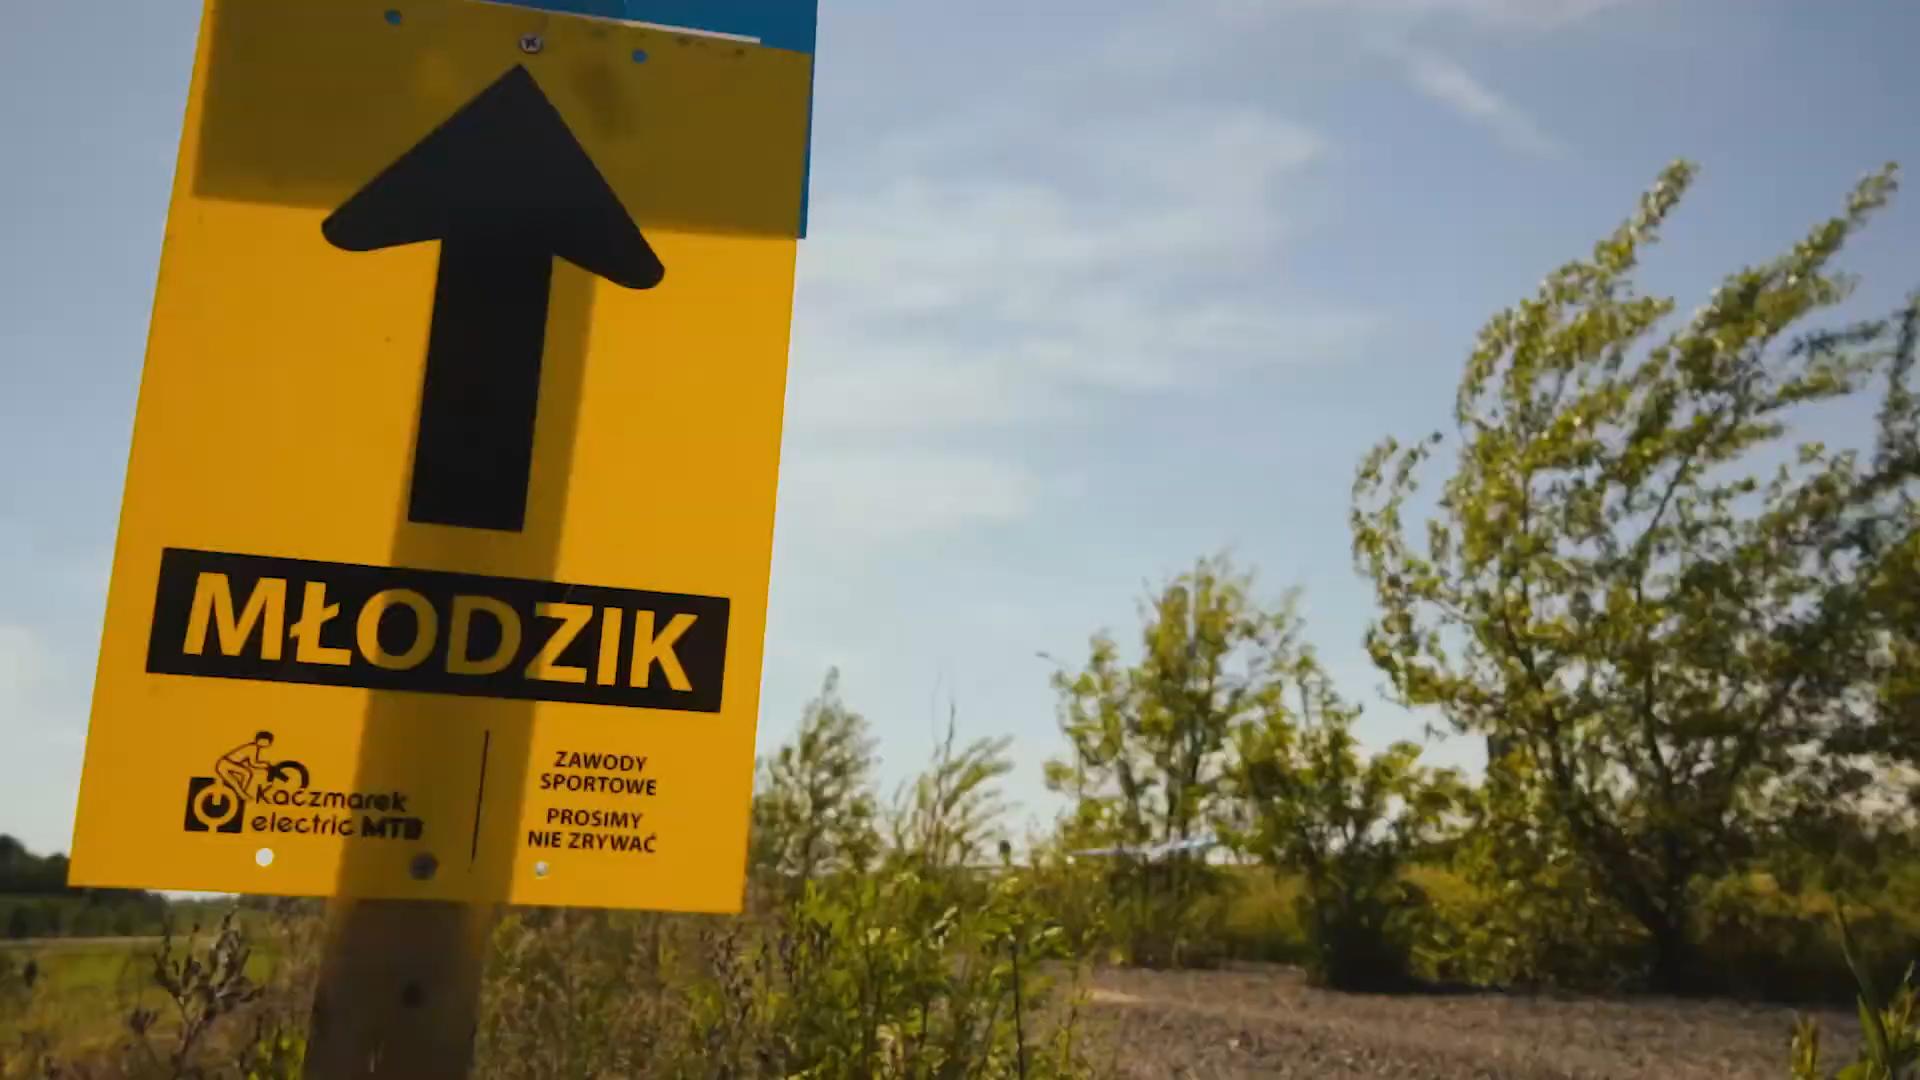 MŁODZIK
Kaczmarek
electric MTB
ZAWODY
SPORTOWE
PROSIMY
NIE ZRYWAĆ